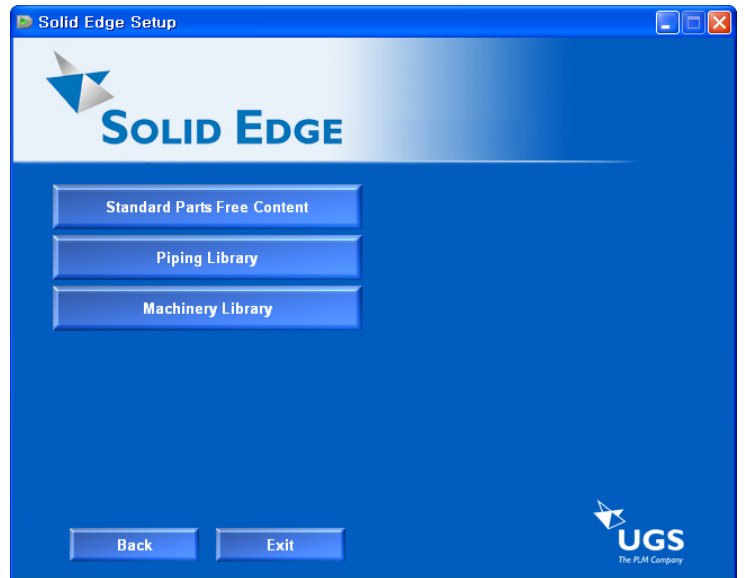 Solid Edge Setup
SOLID EDGE
Standard Parts Free Content
Piping Library
Machinery Library
Back
Exit
UGS
The PLM Company